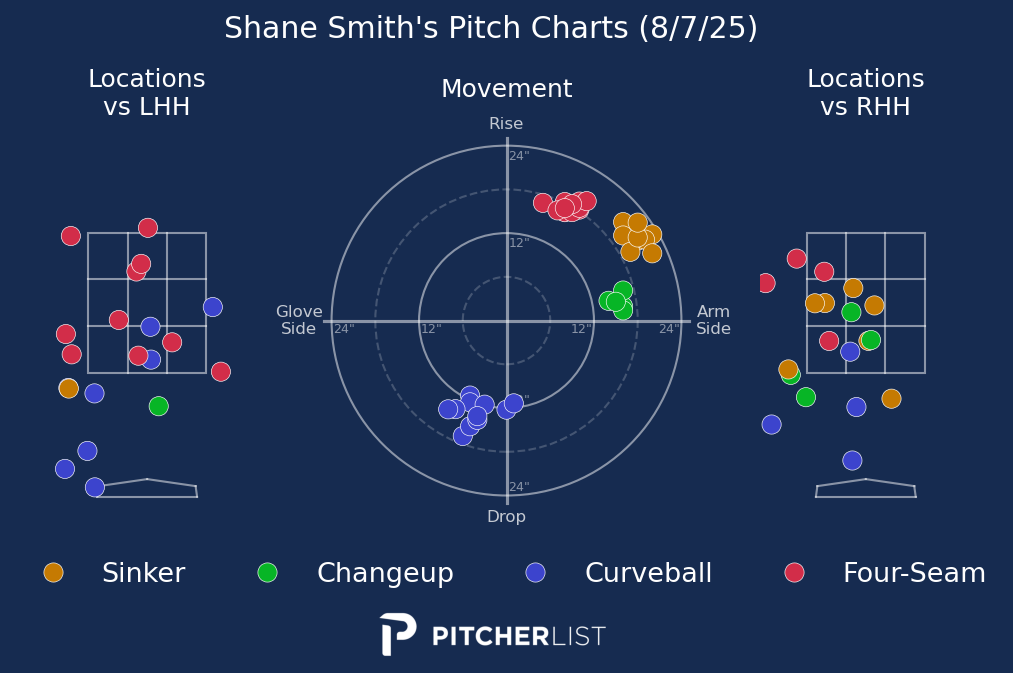 Shane Smith's Pitch Charts (8/7/25)
Locations
vs LHH
Movement
Locations
vs RHH
Rise
24"
12"
Glove
Side
24"
12"
12"
24"
Arm
Side
24"
Drop
Sinker
Changeup
Curveball
Four-Seam
PITCHERLIST